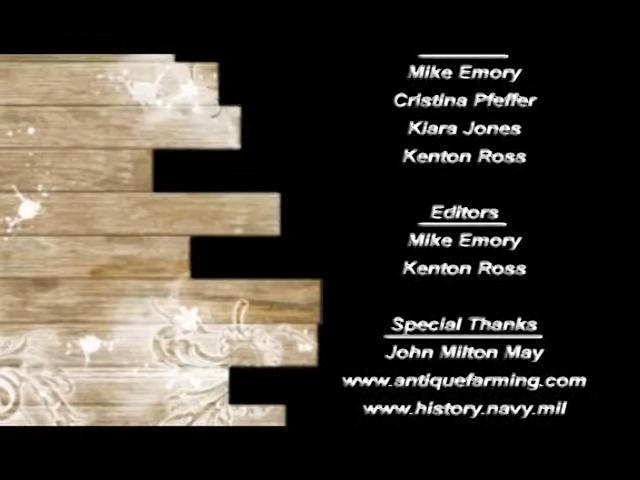 Mike Emory
Cristina Pfeffer
Kiara Jones
Kenton Ross
Editors
Mike Emory
Kenton Ross
Special Thanks
John Milton May
www.antiquefarming.com
www.history.navy.mil